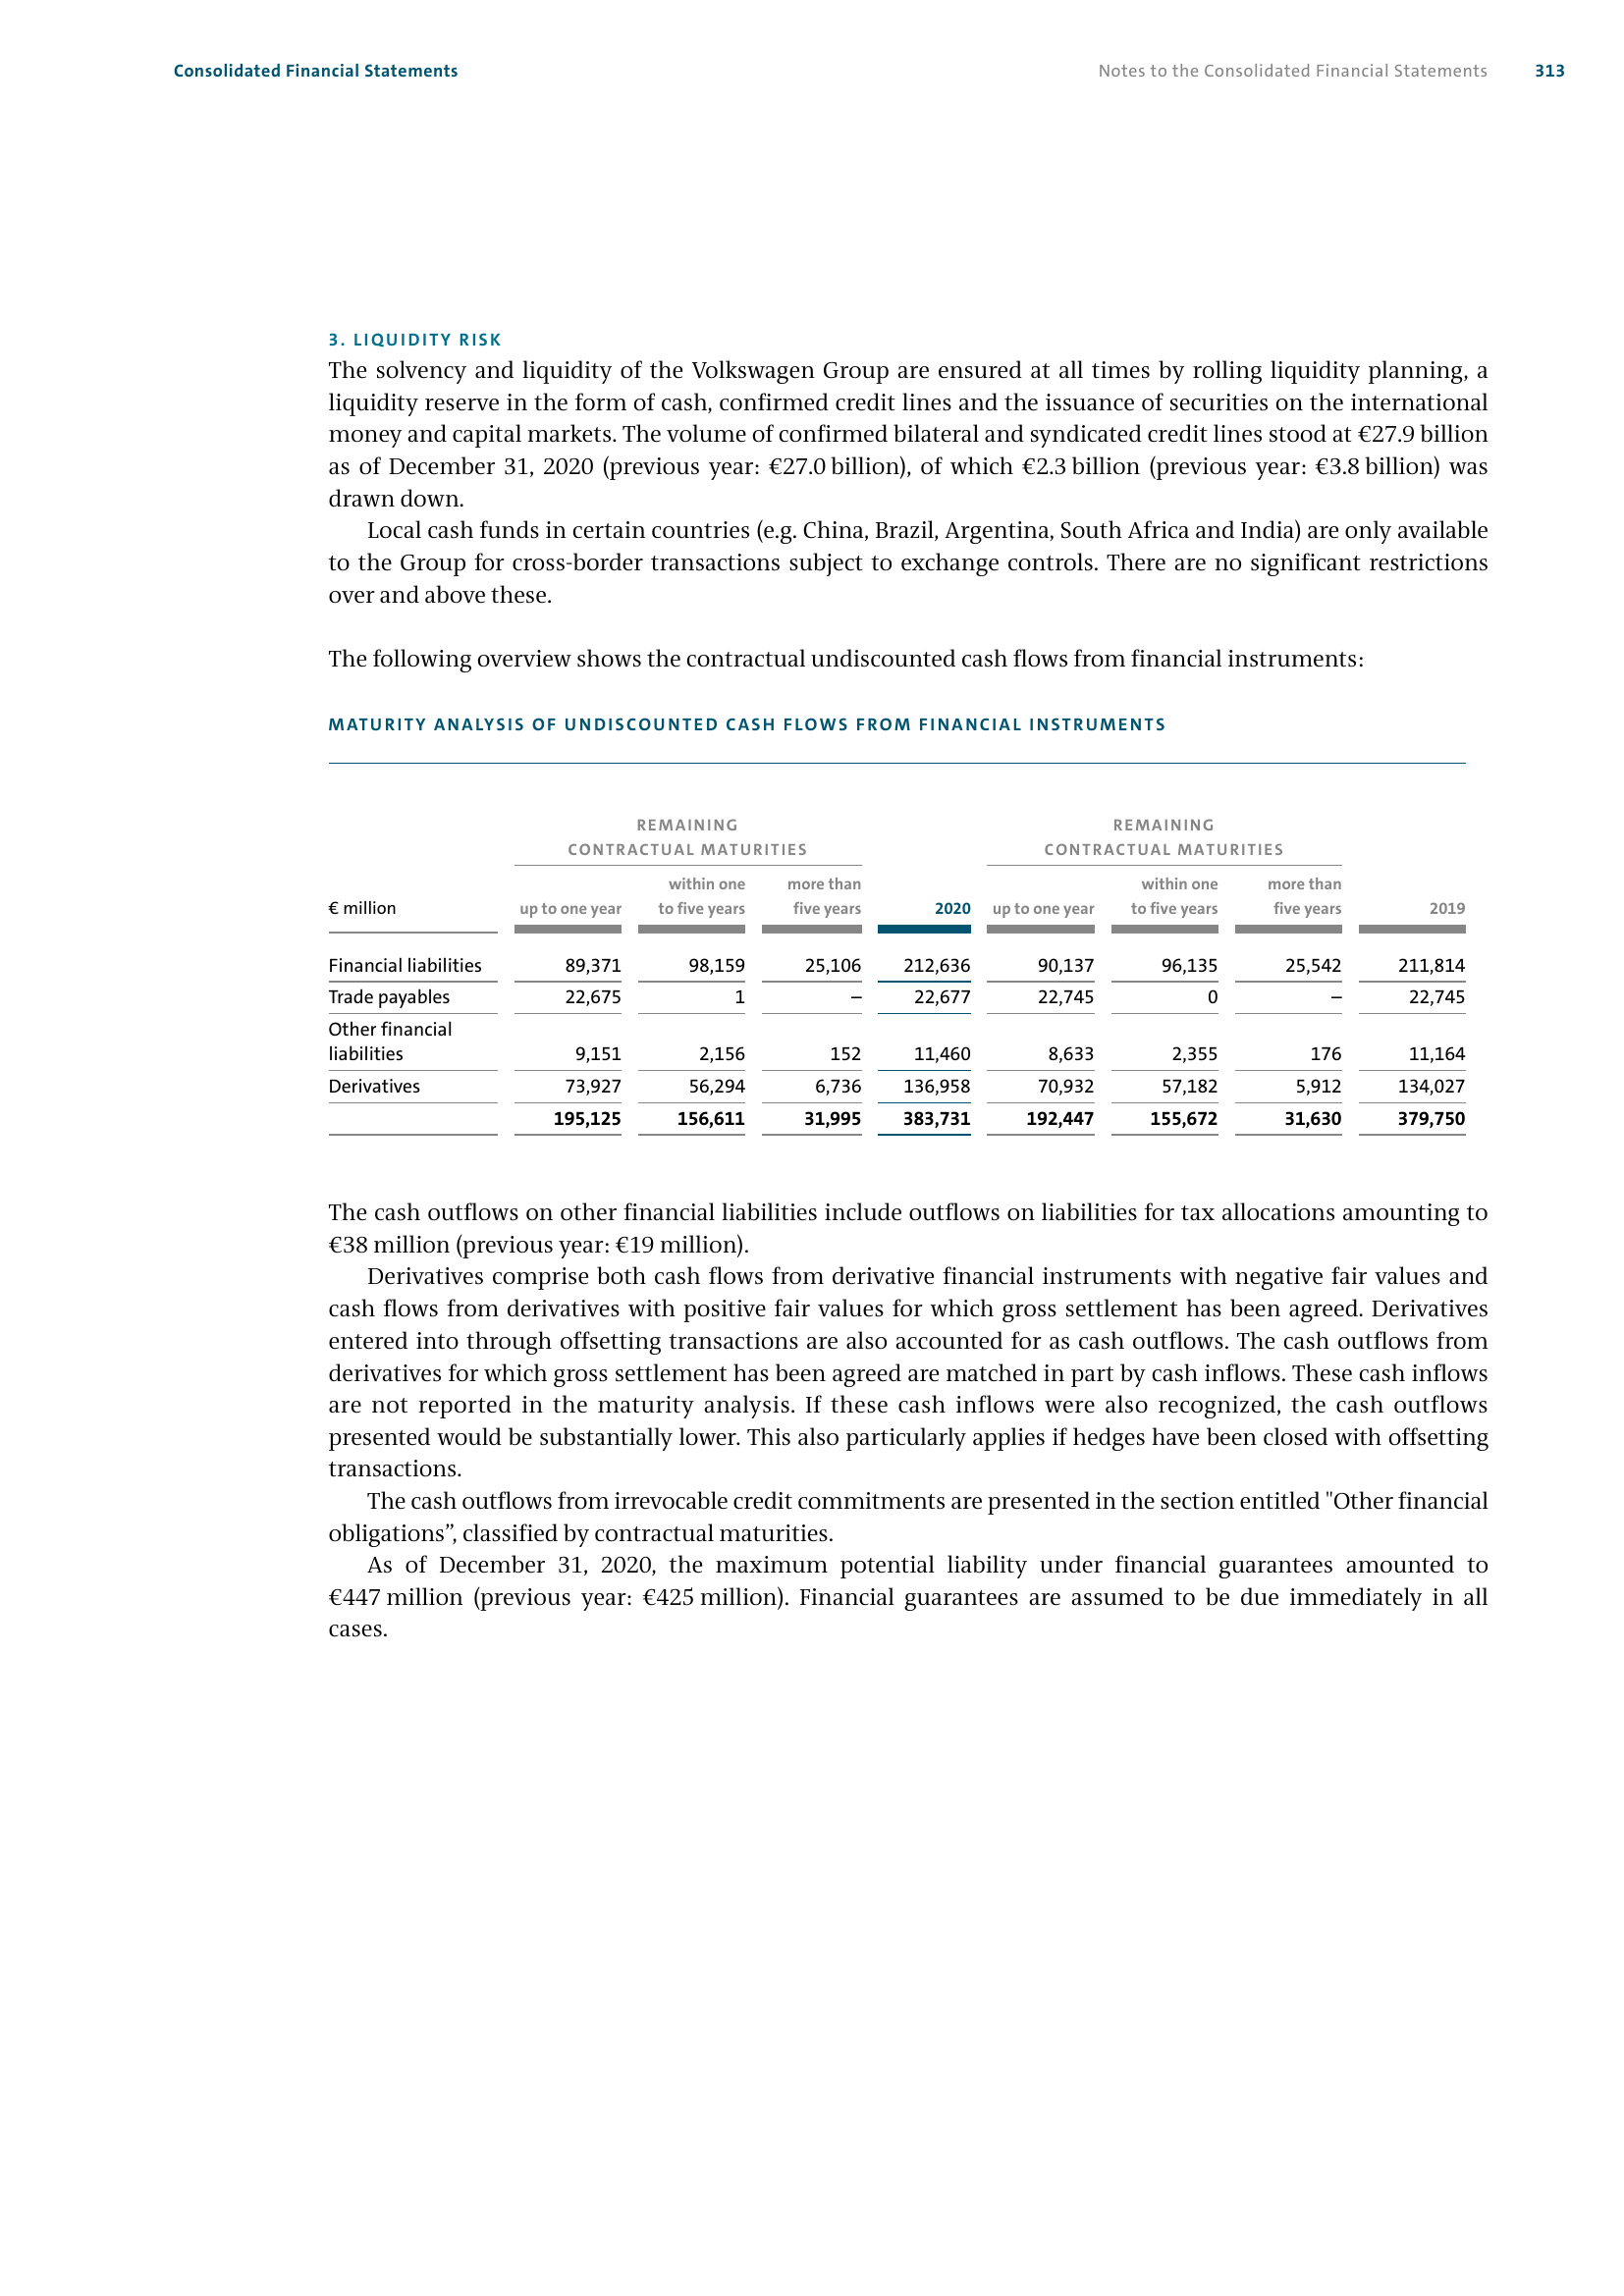 Consolidated Financial Statements Notes to the Consolidated Financial Statements 313
3. LIQUIDITY RISK
The solvency and liquidity of the Volkswagen Group are ensured at all times by rolling liquidity planning, a
liquidity reserve in the form of cash, confirmed credit lines and the issuance of securities on the international
money and capital markets. The volume of confirmed bilateral and syndicated credit lines stood at €27.9 billion
as of December 31, 2020 (previous year: €27.0 billion), of which €2.3 billion (previous year: €3.8 billion) was
drawn down.
Local cash funds in certain countries (e.g. China, Brazil, Argentina, South Africa and India) are only available
to the Group for cross-border transactions subject to exchange controls. There are no significant restrictions
over and above these.
The following overview shows the contractual undiscounted cash flows from financial instruments:
MATURITY ANALYSIS OF UNDISCOUNTED CASH FLOWS FROM FINANCIAL INSTRUMENTS
REMAINING REMAINING
CONTRACTUAL MATURITIES CONTRACTUAL MATURITIES
within one more than within one more than
€ million up to one year to five years five years 2020 up to one year to five years five years 2019
Financial liabilities 89,371 98,159 25,106 212,636 90,137 96,135 25,542 211,814
Trade payables 22,675 1 – 22,677 22,745 0 – 22,745
Other financial
liabilities 9,151 2,156 152 11,460 8,633 2,355 176 11,164
Derivatives 73,927 56,294 6,736 136,958 70,932 57,182 5,912 134,027
195,125 156,611 31,995 383,731 192,447 155,672 31,630 379,750
The cash outflows on other financial liabilities include outflows on liabilities for tax allocations amounting to
€38 million (previous year: €19 million).
Derivatives comprise both cash flows from derivative financial instruments with negative fair values and
cash flows from derivatives with positive fair values for which gross settlement has been agreed. Derivatives
entered into through offsetting transactions are also accounted for as cash outflows. The cash outflows from
derivatives for which gross settlement has been agreed are matched in part by cash inflows. These cash inflows
are not reported in the maturity analysis. If these cash inflows were also recognized, the cash outflows
presented would be substantially lower. This also particularly applies if hedges have been closed with offsetting
transactions.
The cash outflows from irrevocable credit commitments are presented in the section entitled "Other financial
obligations”, classified by contractual maturities.
As of December 31, 2020, the maximum potential liability under financial guarantees amounted to
€447 million (previous year: €425 million). Financial guarantees are assumed to be due immediately in all
cases.